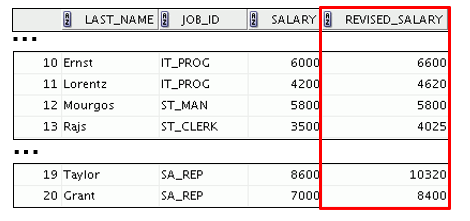 LAST_NAME JOB_ID SALARY REVISED_SALARY
...
10 Ernst IT_PROG 6000 6600
11 Lorentz IT_PROG 4200 4620
12 Mourgos ST_MAN 5800 5800
13 Rajs ST_CLERK 3500 4025
...
19 Taylor SA_REP 8600 10320
20 Grant SA_REP 7000 8400